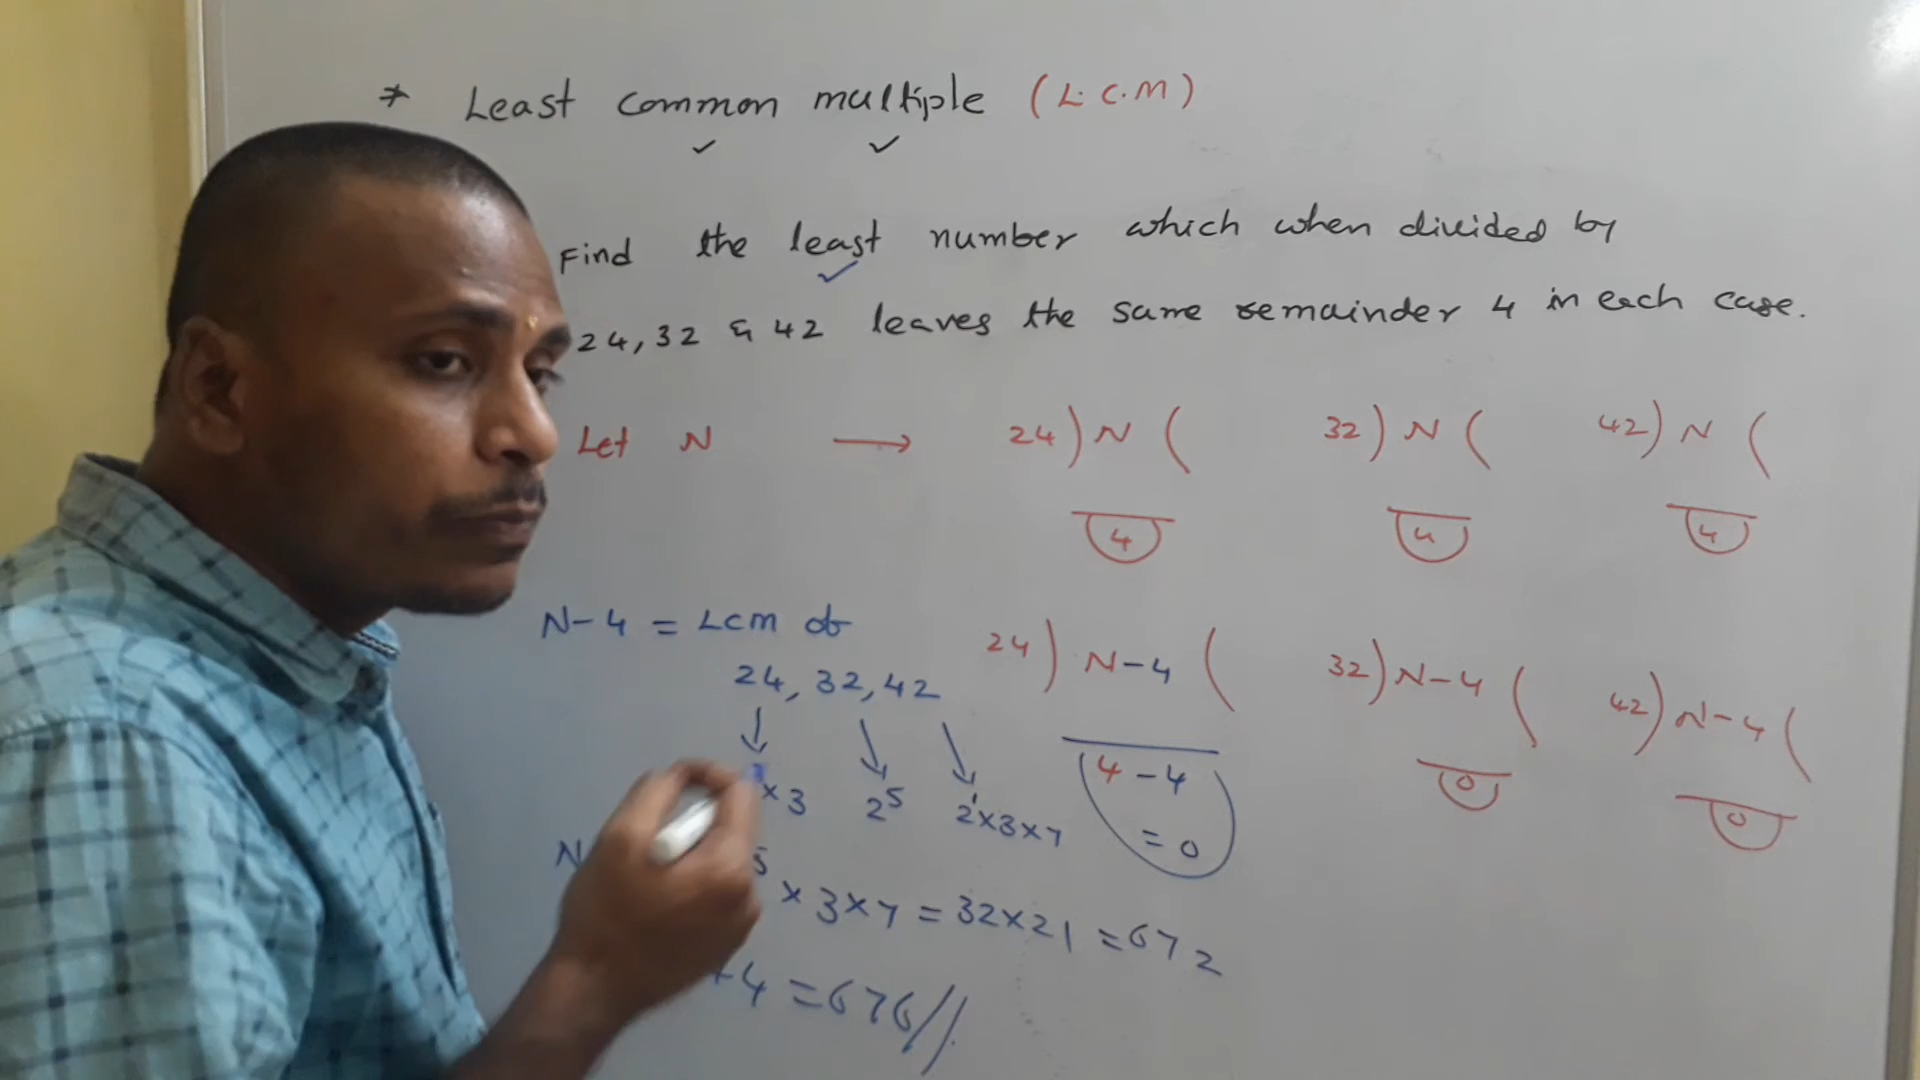 * Least common multiple (L.C.M)
Find the least number which when divided by
24, 32 & 42 leaves the same remainder 4 in each case.
Let N → 24) N ( 32) N ( 42) N (
4 4 4
N-4 = LCM of
24, 32, 42
24) N-4 ( 32) N-4 ( 42) N-4 (
4-4 = 0 0 0
×3 2⁵ 2¹×3×7
N ⁵ × 3×7 = 32×21 = 672
+4 = 676//.